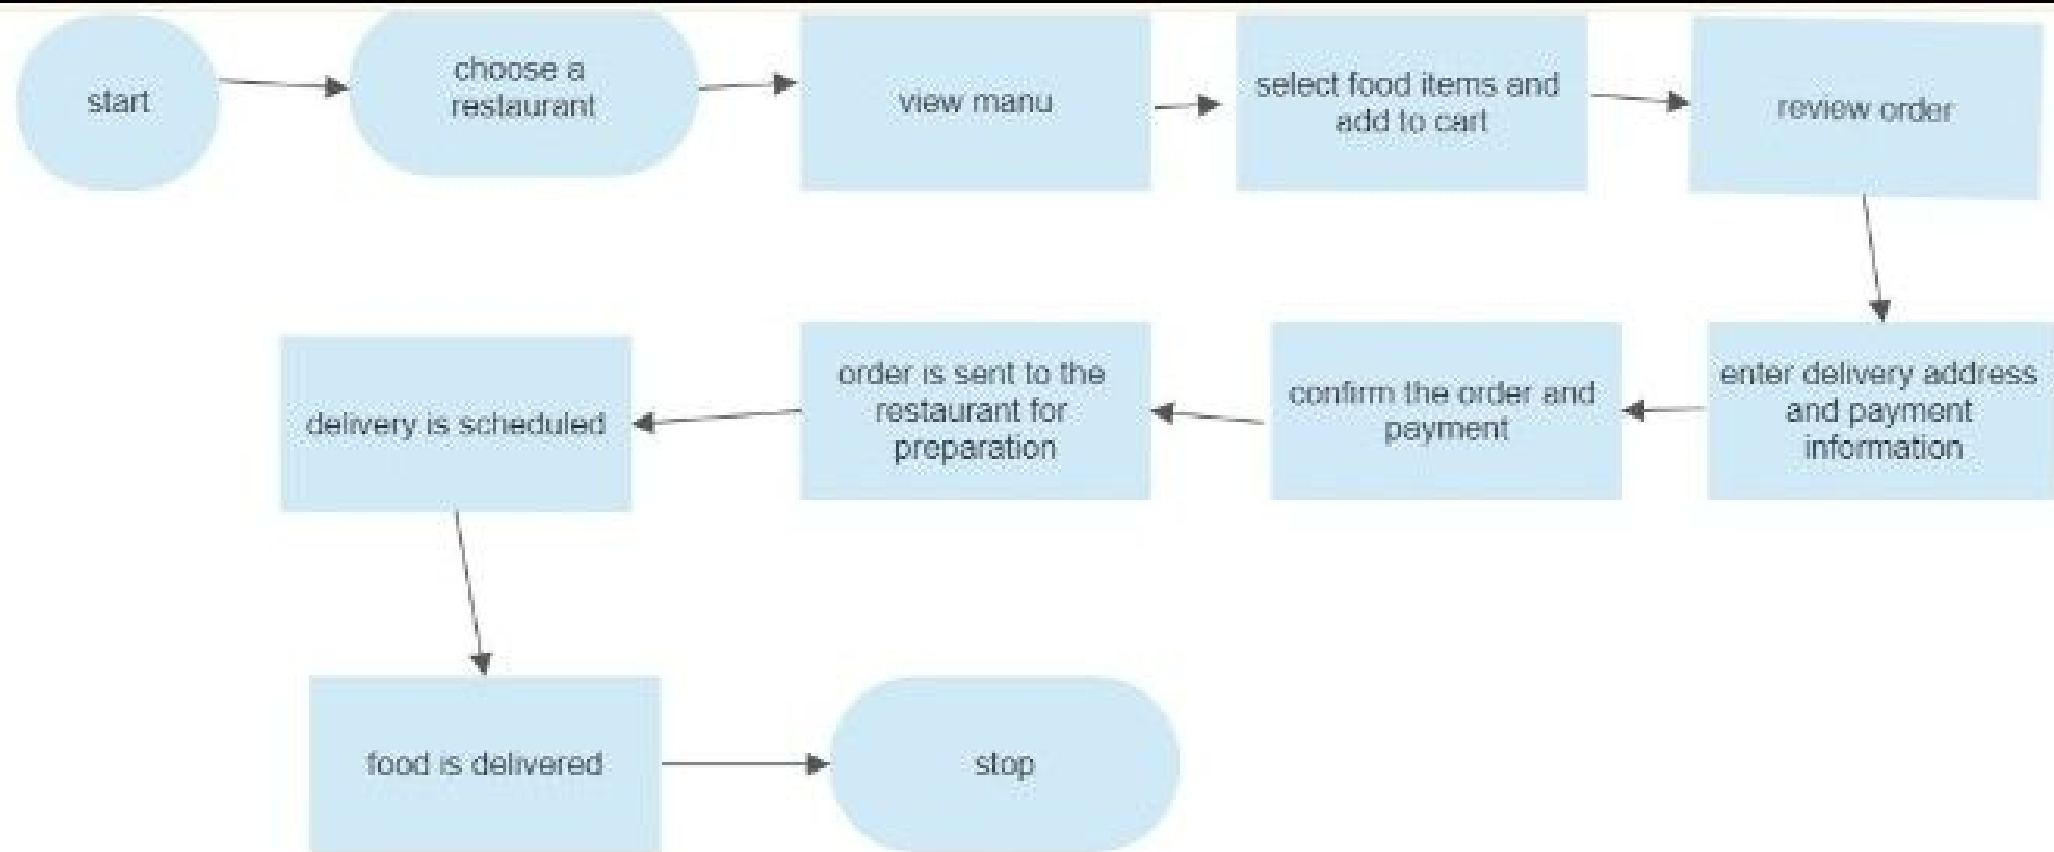 start
choose a
restaurant
view manu
select food items and
add to cart
review order
enter delivery address
and payment
information
confirm the order and
payment
order is sent to the
restaurant for
preparation
delivery is scheduled
food is delivered
stop